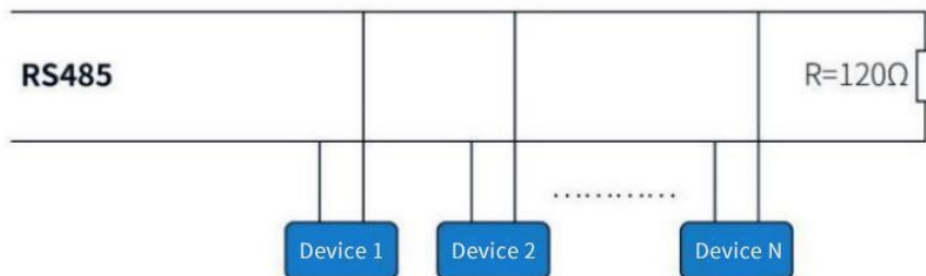 RS485
R=120Ω
…………
Device 1
Device 2
Device N